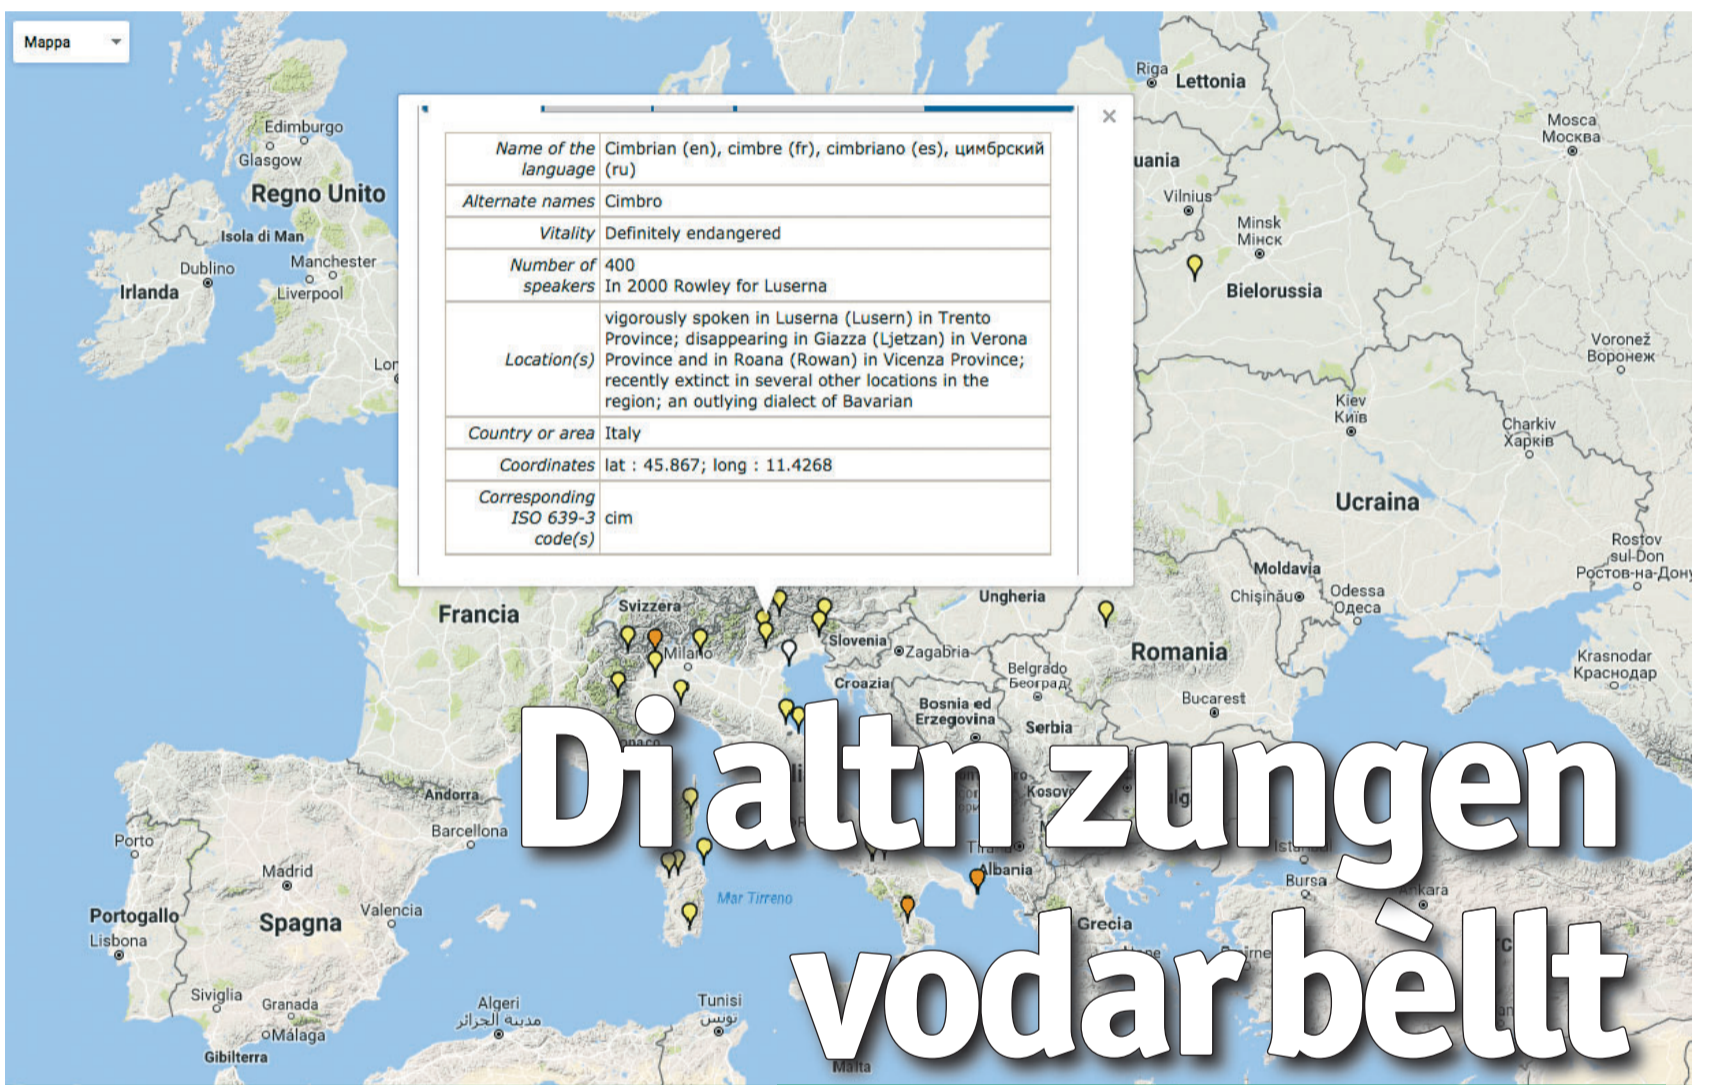 Mappa
Name of the language
Cimbrian (en), cimbre (fr), cimbriano (es), цимбрский (ru)
Alternate names
Cimbro
Vitality
Definitely endangered
Number of speakers
400
In 2000 Rowley for Luserna
Location(s)
vigorously spoken in Luserna (Lusern) in Trento
Province; disappearing in Giazza (Ljetzan) in Verona
Province and in Roana (Rowan) in Vicenza Province;
recently extinct in several other locations in the
region; an outlying dialect of Bavarian
Country or area
Italy
Coordinates
lat : 45.867; long : 11.4268
Corresponding
ISO 639-3
code(s)
cim
Edimburgo
Glasgow
Regno Unito
Isola di Man
Dublino
Manchester
Irlanda
Liverpool
Riga
Lettonia
Mosca
Москва
Vilnius
Minsk
Мінск
Bielorussia
Voronež
Воронеж
Kiev
Київ
Charkiv
Харків
Ucraina
Rostov
sul-Don
Ростов-на-Дону
Moldavia
Chișinău
Odessa
Одеса
Krasnodar
Краснодар
Francia
Svizzera
Milano
Ungheria
Slovenia
Zagabria
Croazia
Belgrado
Београд
Bosnia ed
Erzegovina
Serbia
Romania
Bucarest
Kosovo
Andorra
Barcellona
Porto
Madrid
Portogallo
Lisbona
Spagna
Valencia
Siviglia
Granada
Málaga
Gibilterra
Mar Tirreno
Albania
Grecia
Bursa
Ankara
Algeri
مدينة الجزائر
Tunisi
تونس
Malta
Di altn zungen
vodar bèllt